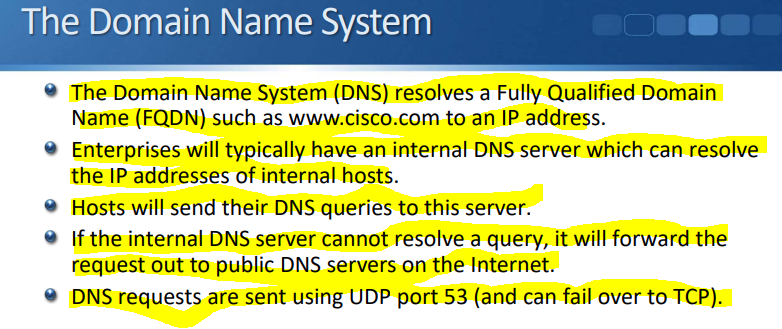 The Domain Name System
The Domain Name System (DNS) resolves a Fully Qualified Domain
Name (FQDN) such as www.cisco.com to an IP address.
Enterprises will typically have an internal DNS server which can resolve
the IP addresses of internal hosts.
Hosts will send their DNS queries to this server.
If the internal DNS server cannot resolve a query, it will forward the
request out to public DNS servers on the Internet.
DNS requests are sent using UDP port 53 (and can fail over to TCP).